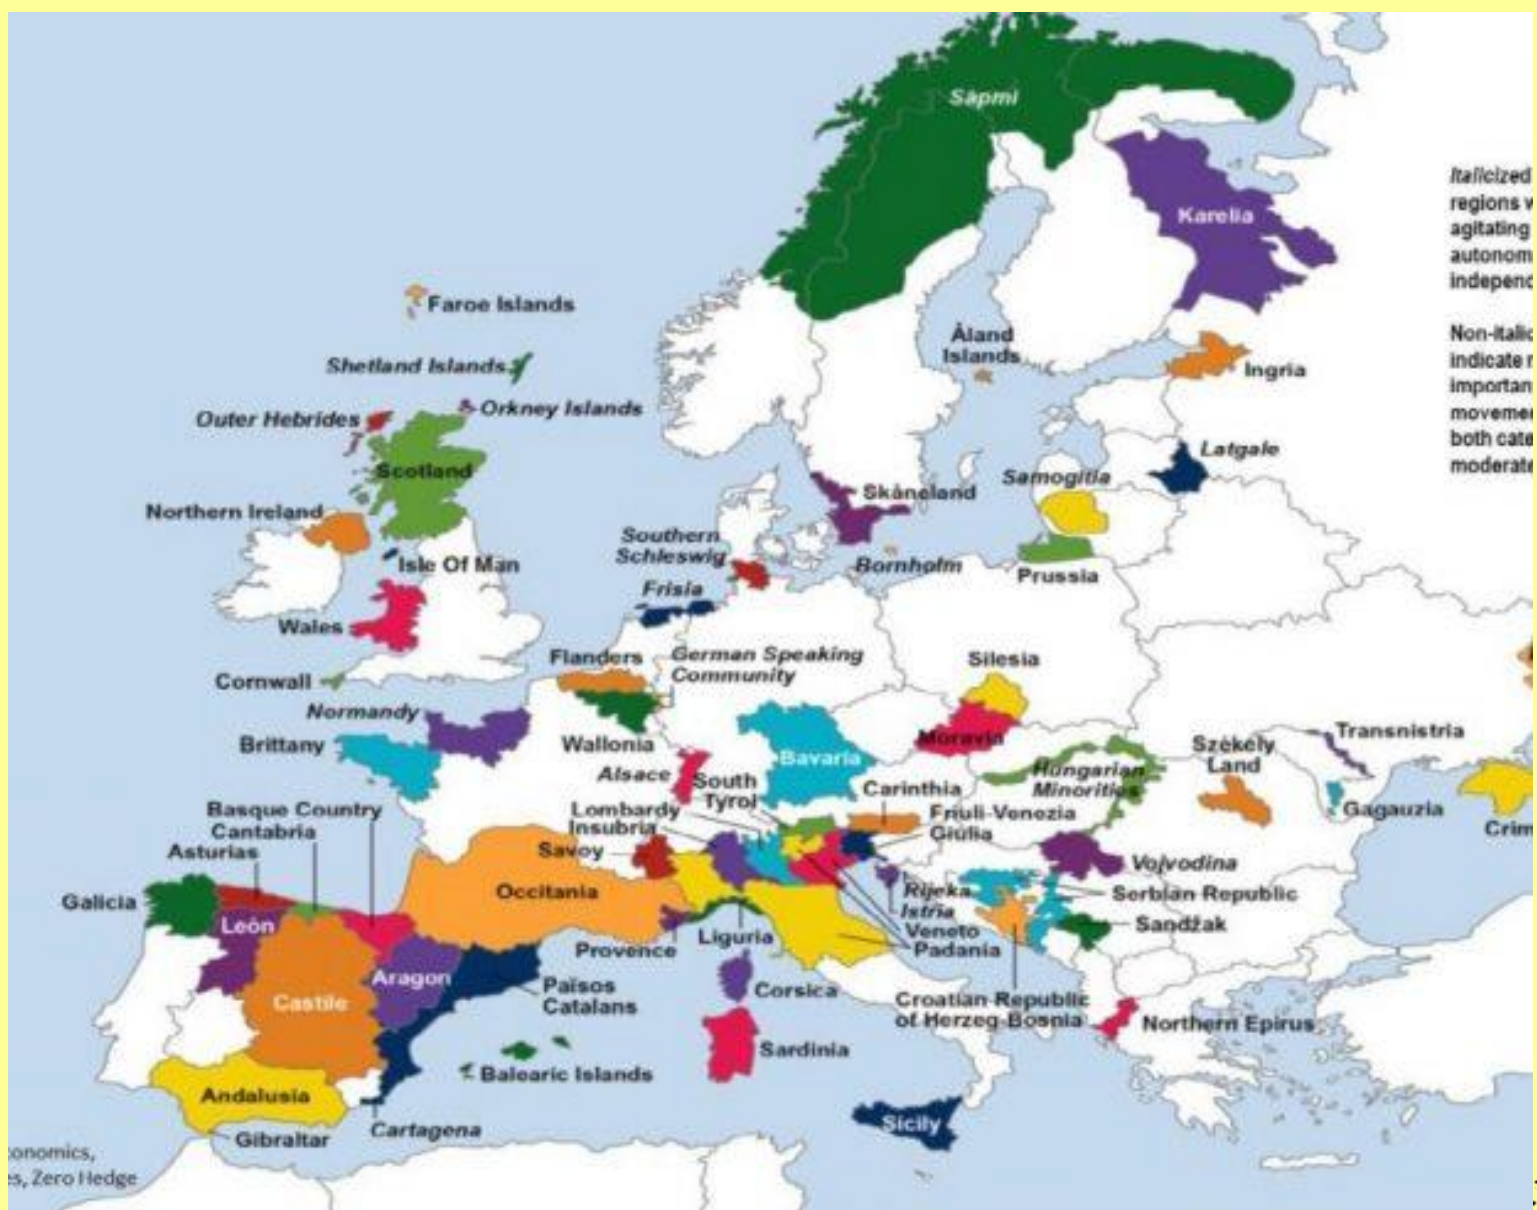 Sápmi
Karelia
Italicized
regions w
agitating
autonom
independ
Faroe Islands
Non-italic
indicate r
importan
movemen
both cate
moderate
Åland
Islands
Shetland Islands
Ingria
Outer Hebrides
Orkney Islands
Latgale
Scotland
Samogitia
Skåneland
Northern Ireland
Southern
Schleswig
Isle Of Man
Bornholm
Prussia
Frisia
Wales
Flanders
German Speaking
Community
Silesia
Cornwall
Normandy
Brittany
Wallonia
Moravia
Transnistria
Székely
Land
Bavaria
Alsace
South
Tyrol
Hungarian
Minorities
Carinthia
Basque Country
Lombardy
Friuli-Venezia
Giulia
Gagauzia
Cantabria
Insubria
Crim
Asturias
Savoy
Vojvodina
Galicia
Occitania
Rijeka
Serbian Republic
Istria
León
Sandžak
Veneto
Provence
Liguria
Padania
Aragon
Castile
Països
Catalans
Corsica
Croatian Republic
of Herzeg-Bosnia
Northern Epirus
Sardinia
Balearic Islands
Andalusia
Sicily
Cartagena
Gibraltar
conomics,
es, Zero Hedge